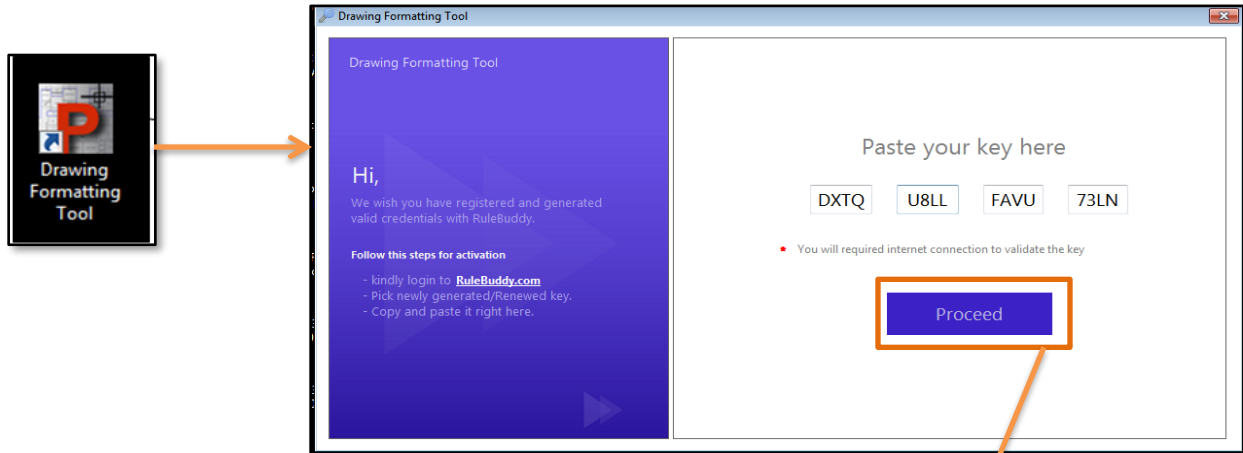 P
Drawing
Formatting
Tool
Drawing Formatting Tool
Drawing Formatting Tool
Hi,
We wish you have registered and generated
valid credentials with RuleBuddy.
Follow this steps for activation
- kindly login to RuleBuddy.com
- Pick newly generated/Renewed key.
- Copy and paste it right here.
Paste your key here
DXTQ U8LL FAVU 73LN
* You will required internet connection to validate the key
Proceed